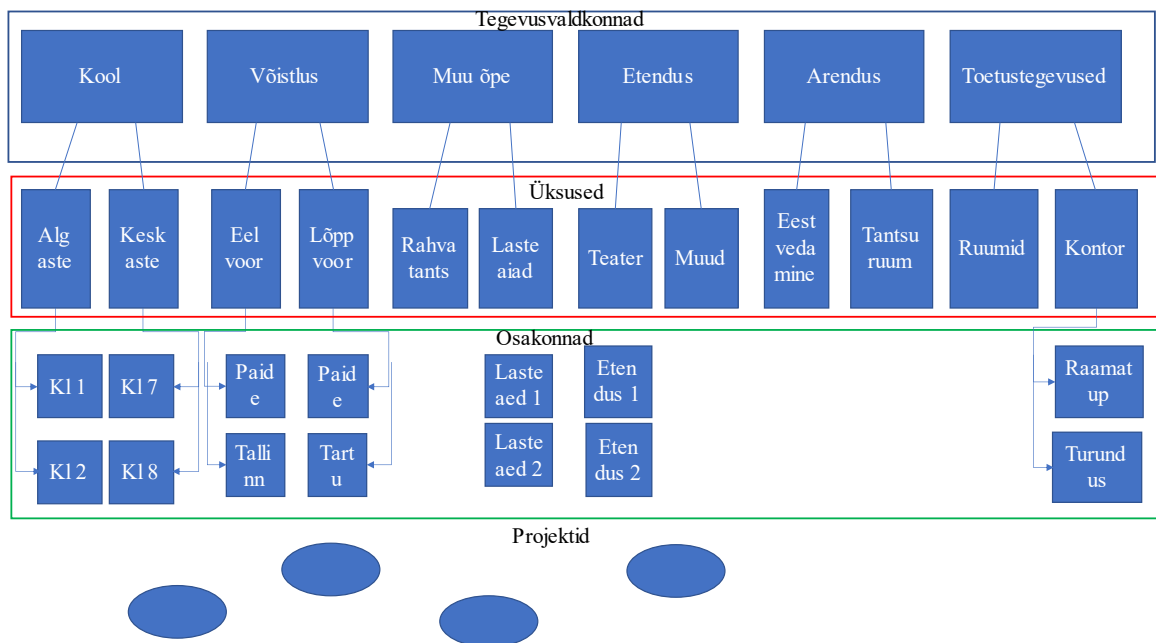 Tegevusvaldkonnad
Kool
Võistlus
Muu õpe
Etendus
Arendus
Toetustegevused
Üksused
Alg
aste
Kesk
aste
Eel
voor
Lõpp
voor
Rahva
tants
Laste
aiad
Teater
Muud
Eest
veda
mine
Tantsu
ruum
Ruumid
Kontor
Osakonnad
Kl 1
Kl 7
Paid
e
Paid
e
Laste
aed 1
Eten
dus 1
Raamat
up
Kl 2
Kl 8
Talli
nn
Tart
u
Laste
aed 2
Eten
dus 2
Turund
us
Projektid